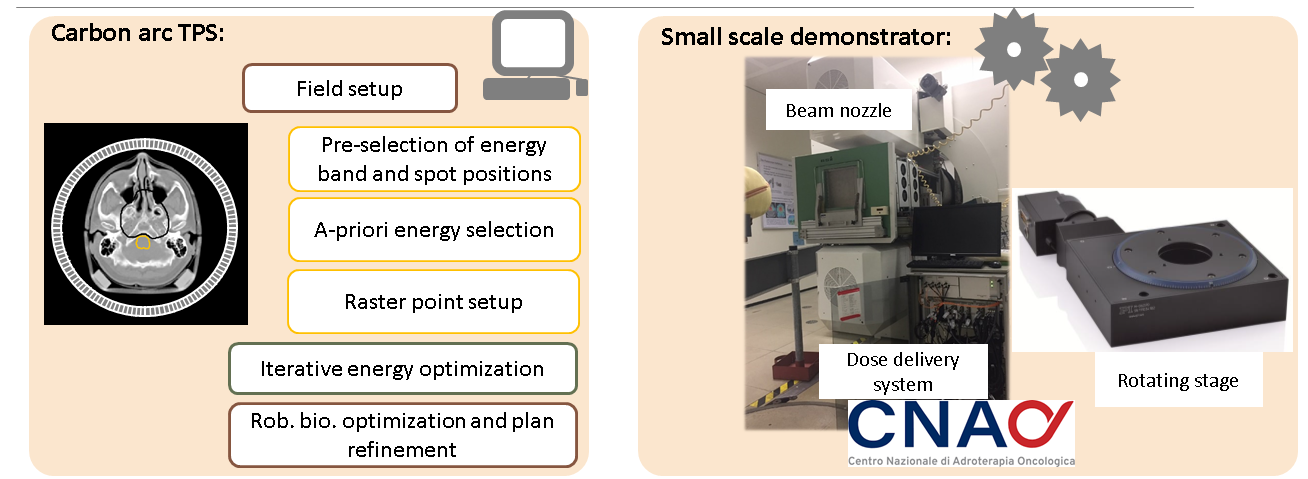 Carbon arc TPS:
Field setup
Pre-selection of energy
band and spot positions
A-priori energy selection
Raster point setup
Iterative energy optimization
Rob. bio. optimization and plan
refinement
Small scale demonstrator:
Beam nozzle
Dose delivery
system
Rotating stage
CNAO
Centro Nazionale di Adroterapia Oncologica
PI